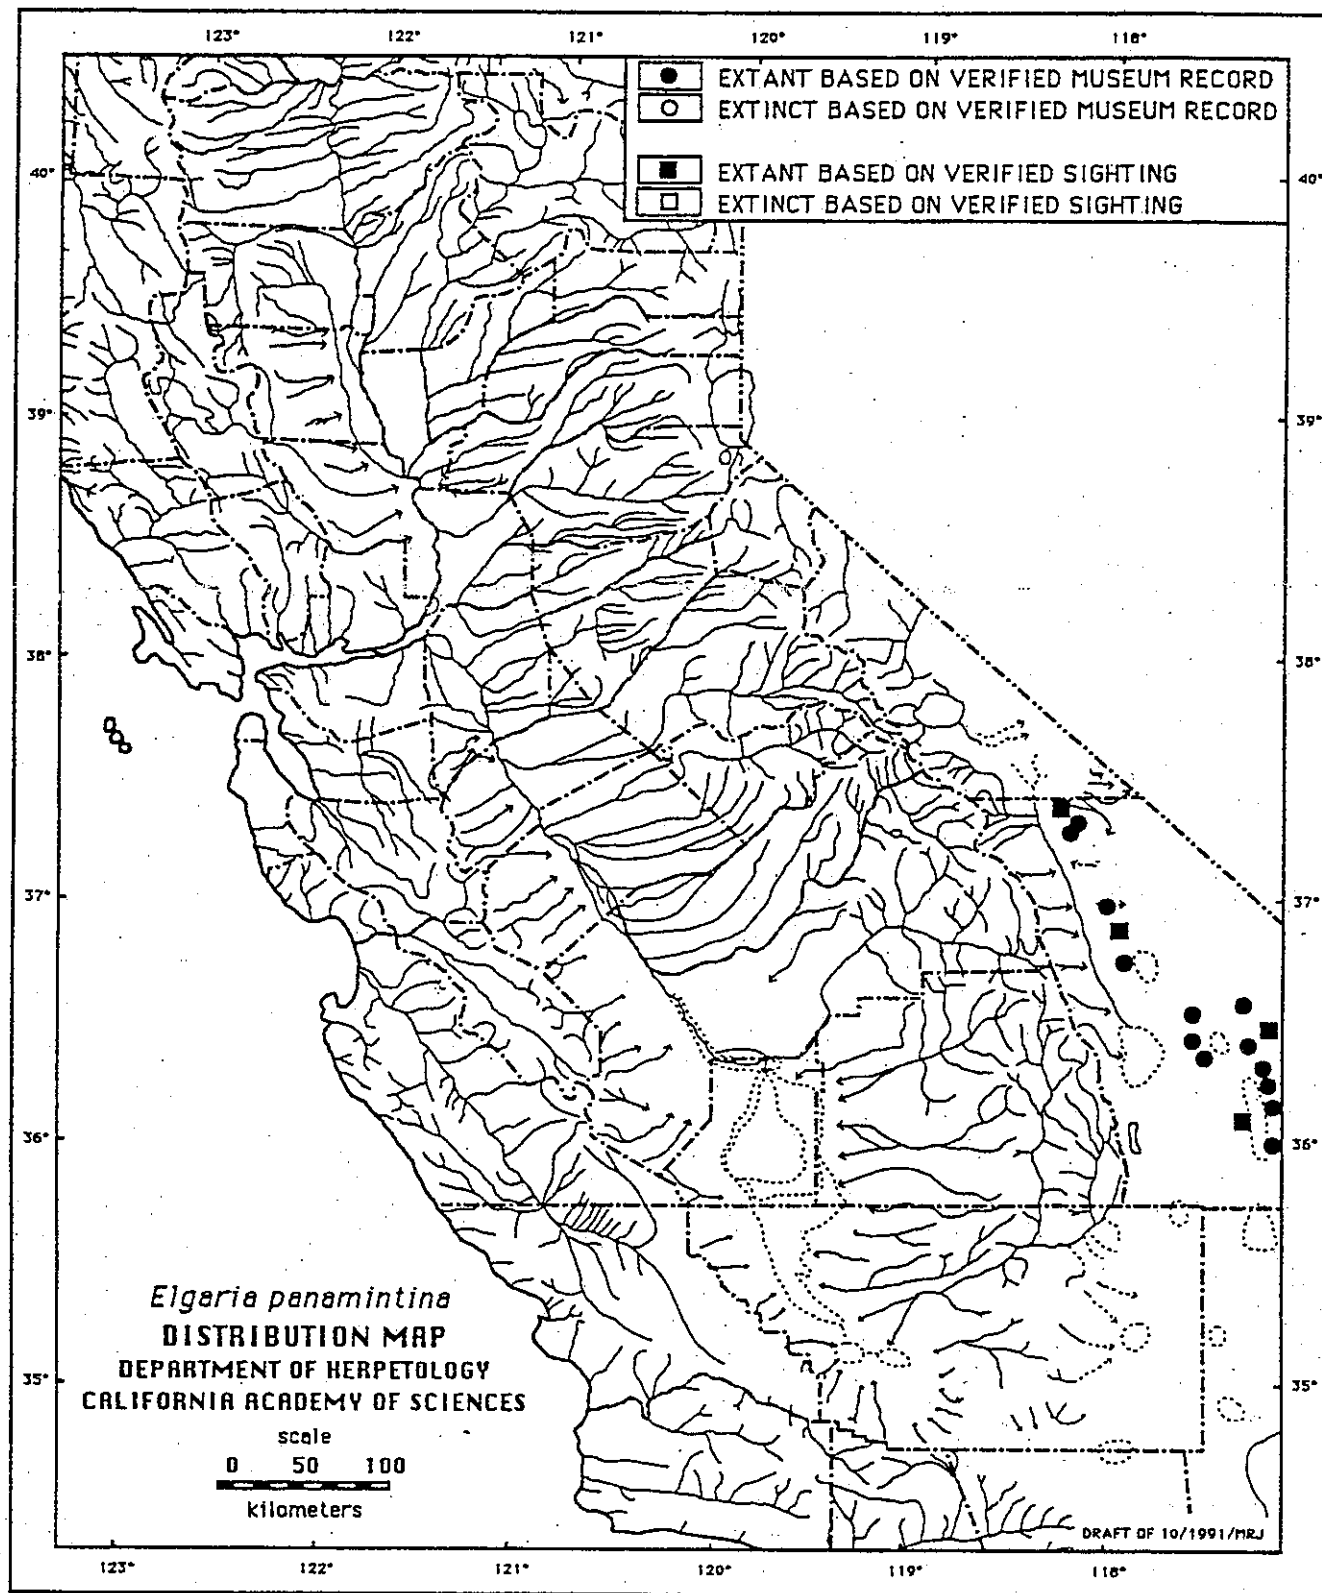 123° 122° 121° 120° 119° 118°
EXTANT BASED ON VERIFIED MUSEUM RECORD
EXTINCT BASED ON VERIFIED MUSEUM RECORD
EXTANT BASED ON VERIFIED SIGHTING
EXTINCT BASED ON VERIFIED SIGHTING
40° 40°
39° 39°
38° 38°
37° 37°
36° 36°
35° 35°
Elgaria panamintina
DISTRIBUTION MAP
DEPARTMENT OF HERPETOLOGY
CALIFORNIA ACADEMY OF SCIENCES
scale
0 50 100
kilometers
DRAFT OF 10/1991/MRJ
123° 122° 121° 120° 119° 118°